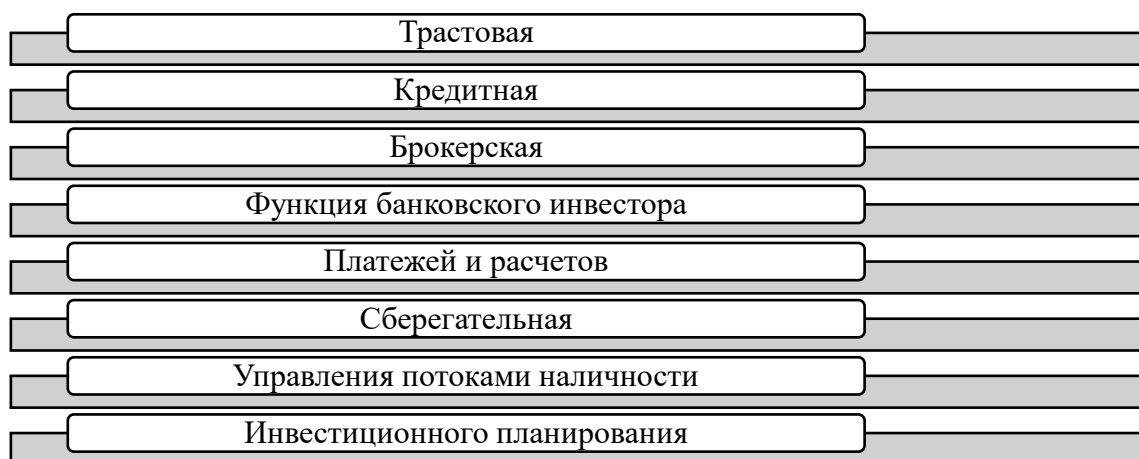 Трастовая
Кредитная
Брокерская
Функция банковского инвестора
Платежей и расчетов
Сберегательная
Управления потоками наличности
Инвестиционного планирования